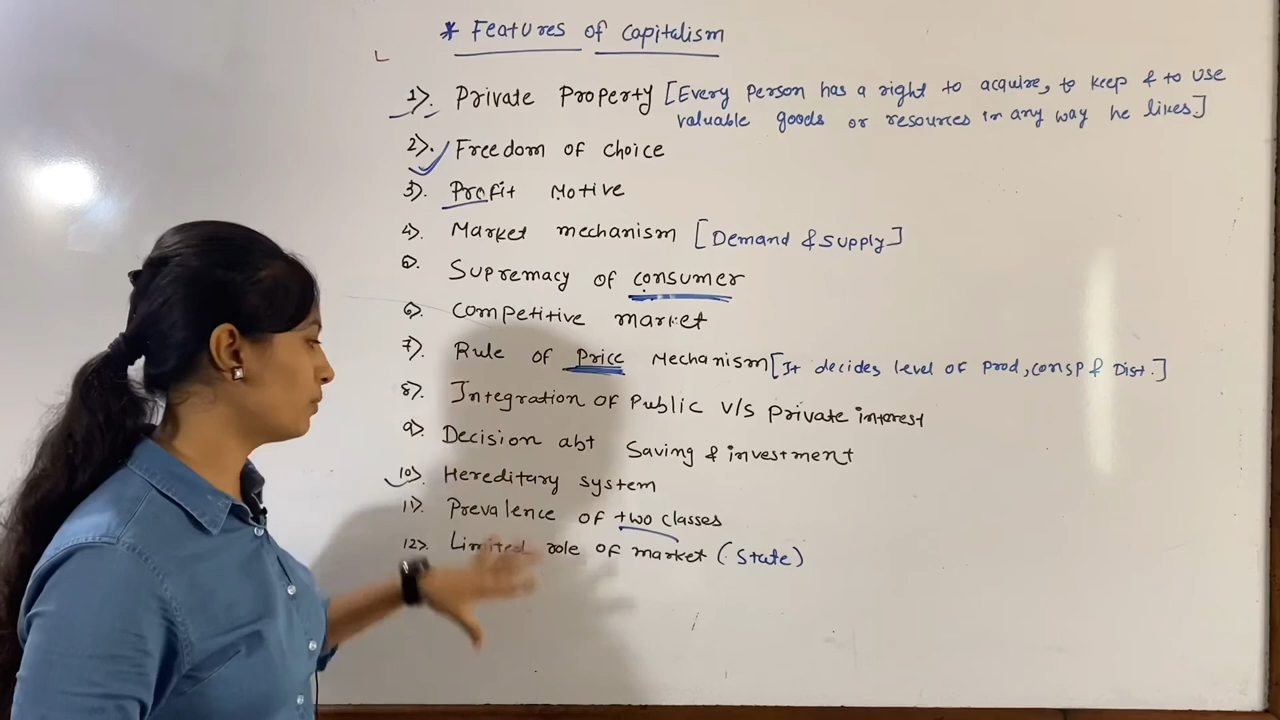 * Features of Capitalism
1). Private Property [Every person has a right to acquire, to keep & to use
valuable goods or resources in any way he likes.]
2). Freedom of choice
3). Profit Motive
4). Market mechanism [Demand & supply]
5). Supremacy of consumer
6). Competitive market
7). Rule of Price Mechanism [It decides level of prod, consp & Dist.]
8). Integration of Public v/s private interest
9). Decision abt Saving & investment
10). Hereditary system
11). Prevalence of two classes
12). Limited role of market (State)